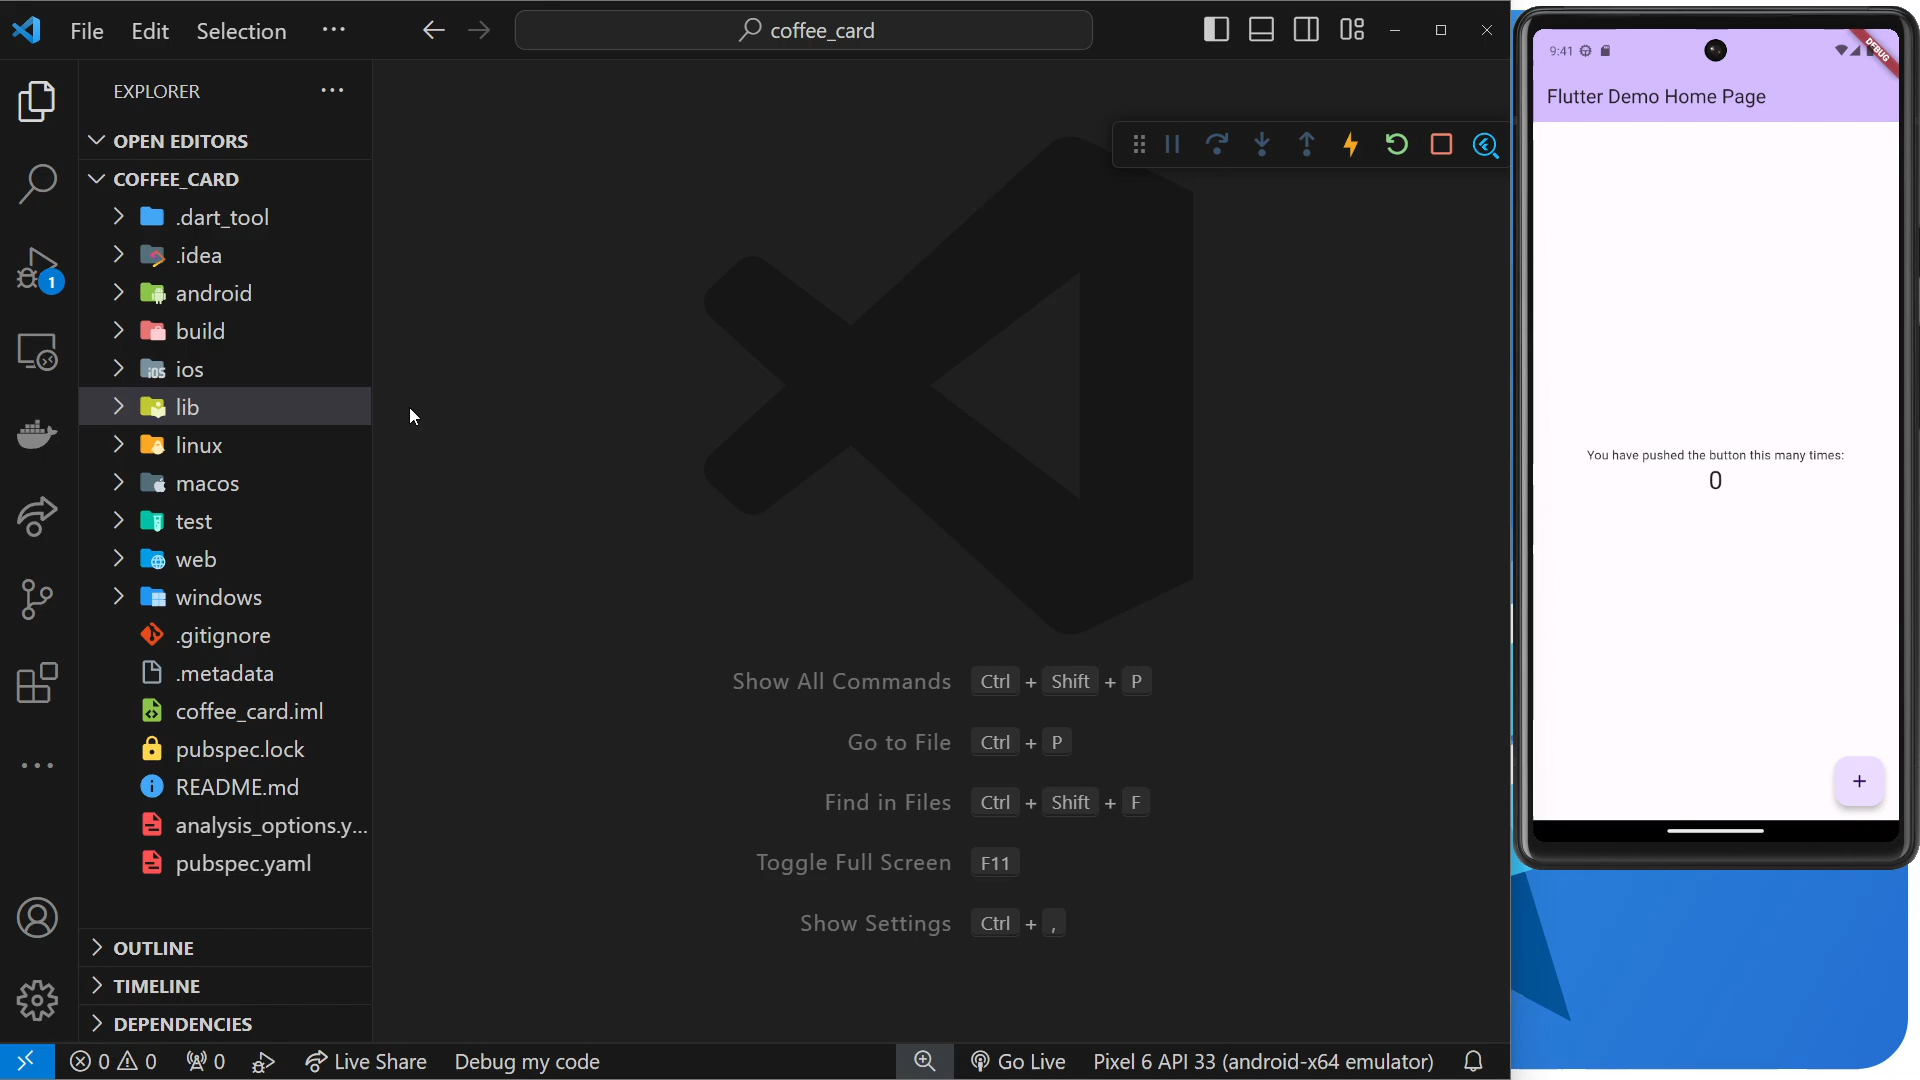 File Edit Selection ···
coffee_card
EXPLORER
OPEN EDITORS
COFFEE_CARD
.dart_tool
.idea
android
build
ios
lib
linux
macos
test
web
windows
.gitignore
.metadata
coffee_card.iml
pubspec.lock
README.md
analysis_options.y...
pubspec.yaml
OUTLINE
TIMELINE
DEPENDENCIES
1
Show All Commands Ctrl + Shift + P
Go to File Ctrl + P
Find in Files Ctrl + Shift + F
Toggle Full Screen F11
Show Settings Ctrl + ,
0 0 0 Live Share Debug my code Go Live Pixel 6 API 33 (android-x64 emulator)
9:41
DEBUG
Flutter Demo Home Page
You have pushed the button this many times:
0
+